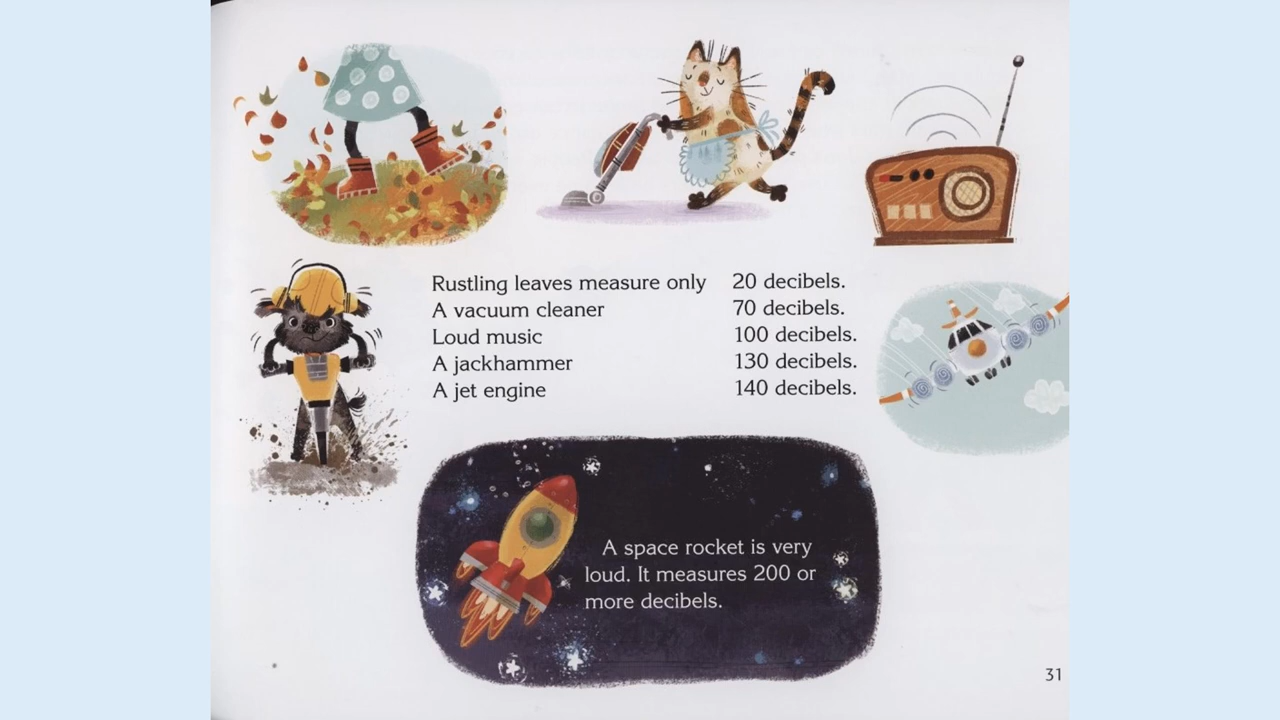 Rustling leaves measure only 20 decibels.
A vacuum cleaner 70 decibels.
Loud music 100 decibels.
A jackhammer 130 decibels.
A jet engine 140 decibels.
A space rocket is very
loud. It measures 200 or
more decibels.
31